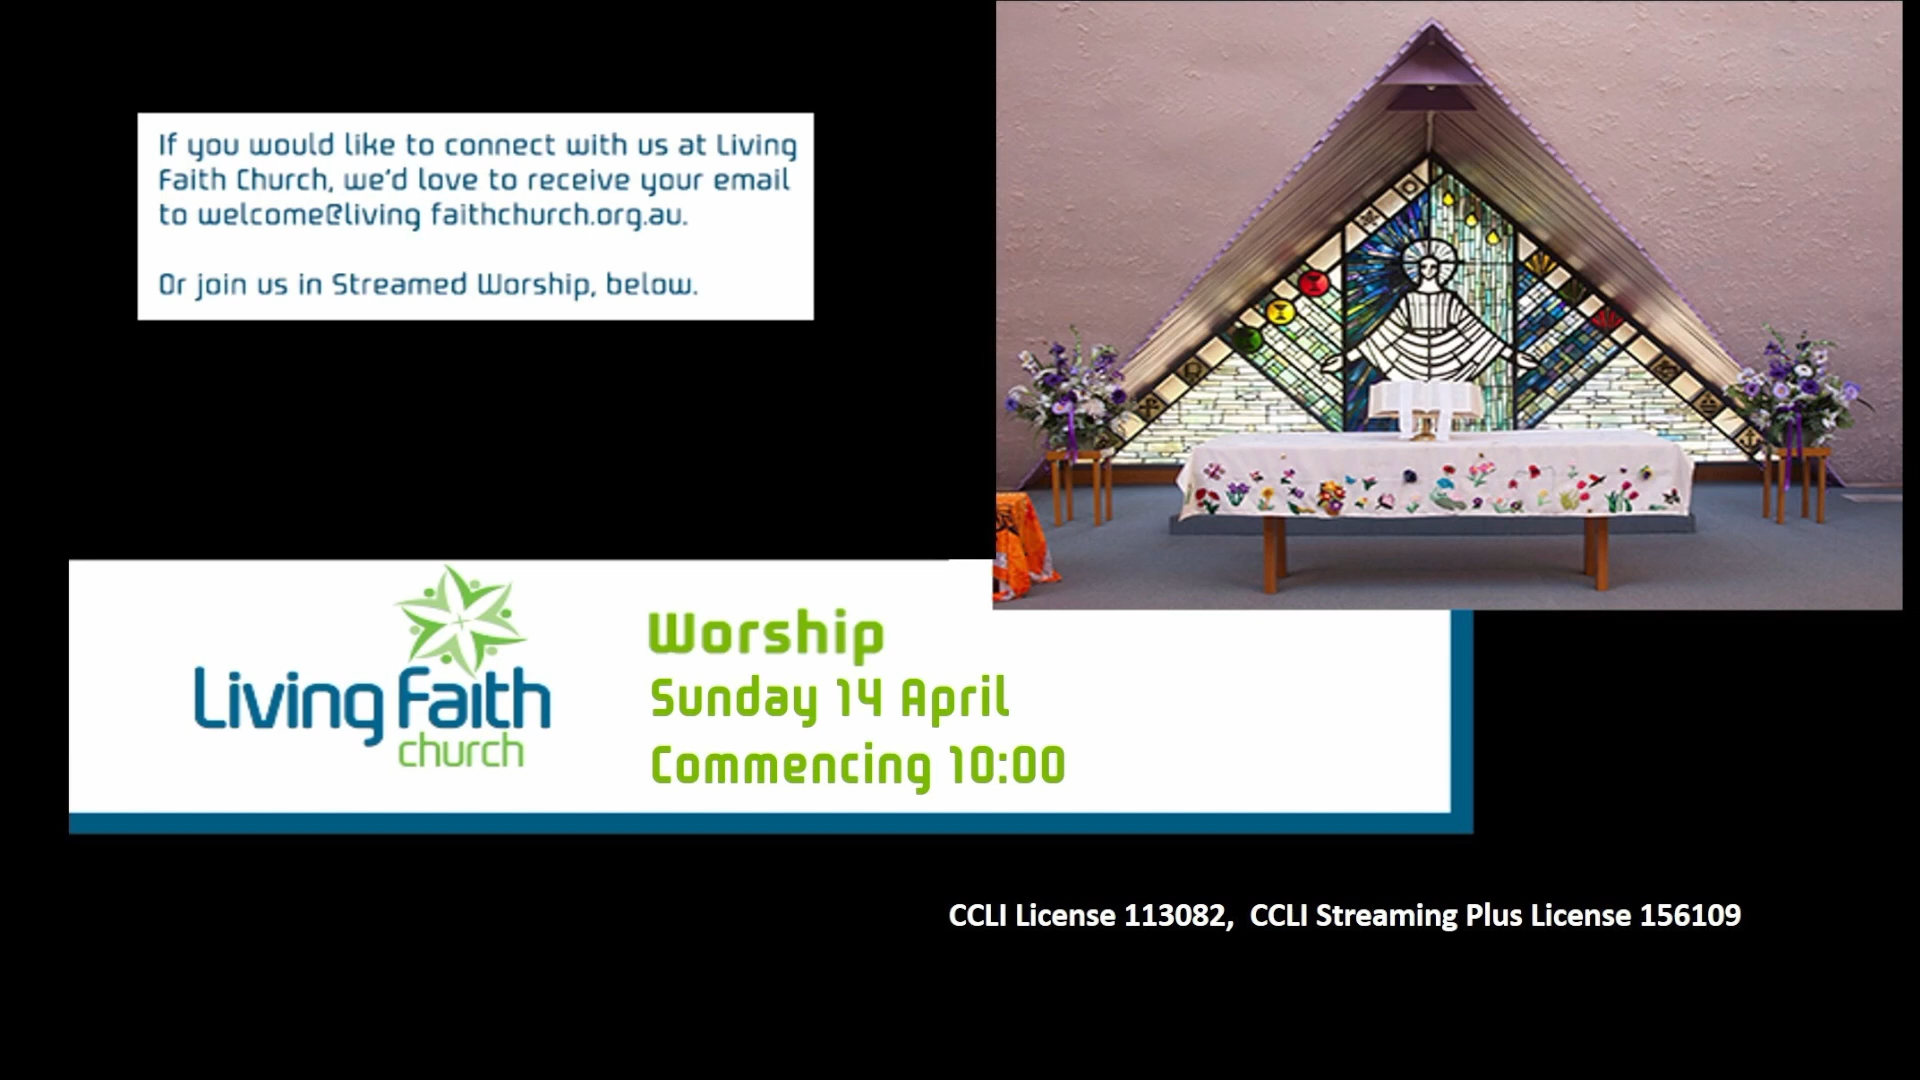 If you would like to connect with us at Living
Faith Church, we'd love to receive your email
to welcome@living faithchurch.org.au.
Or join us in Streamed Worship, below.
Living Faith
church
Worship
Sunday 14 April
Commencing 10:00
CCLI License 113082, CCLI Streaming Plus License 156109